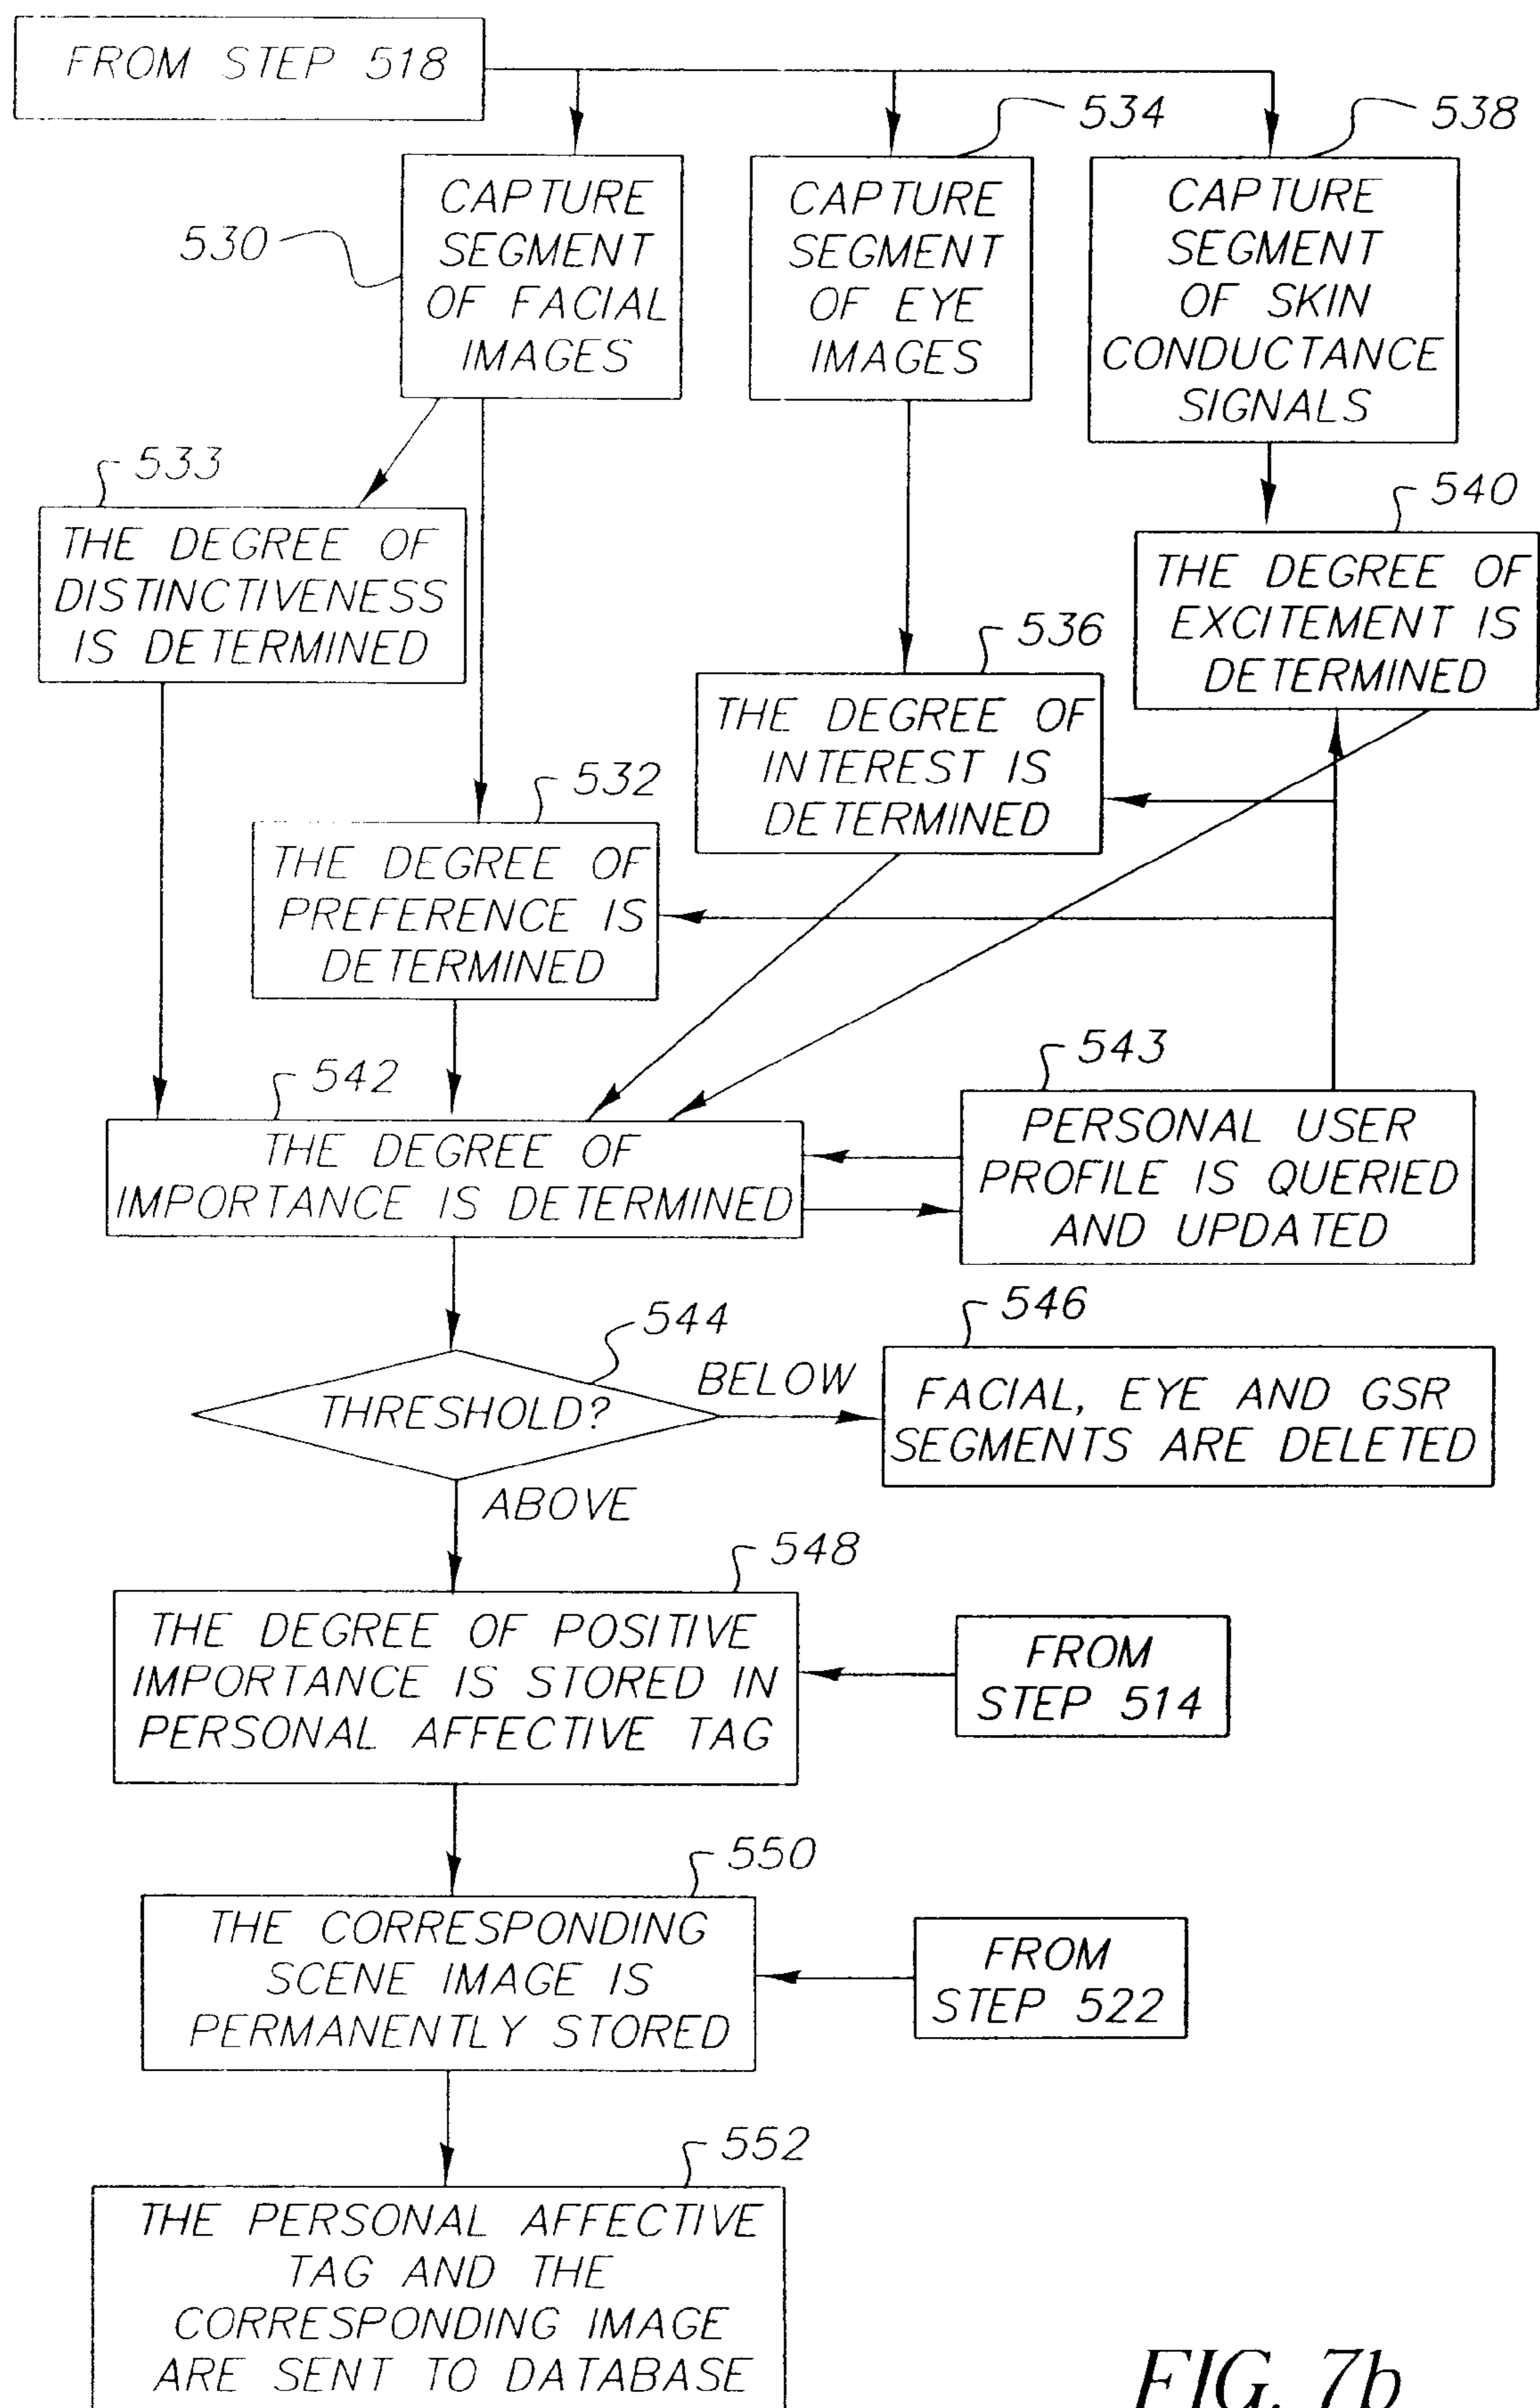 FROM STEP 518
534
538
CAPTURE
SEGMENT
OF FACIAL
IMAGES
530
CAPTURE
SEGMENT
OF EYE
IMAGES
CAPTURE
SEGMENT
OF SKIN
CONDUCTANCE
SIGNALS
533
THE DEGREE OF
DISTINCTIVENESS
IS DETERMINED
540
THE DEGREE OF
EXCITEMENT IS
DETERMINED
536
THE DEGREE OF
INTEREST IS
DETERMINED
532
THE DEGREE OF
PREFERENCE IS
DETERMINED
542
THE DEGREE OF
IMPORTANCE IS DETERMINED
543
PERSONAL USER
PROFILE IS QUERIED
AND UPDATED
544
THRESHOLD?
BELOW
546
FACIAL, EYE AND GSR
SEGMENTS ARE DELETED
ABOVE
548
THE DEGREE OF POSITIVE
IMPORTANCE IS STORED IN
PERSONAL AFFECTIVE TAG
FROM
STEP 514
550
THE CORRESPONDING
SCENE IMAGE IS
PERMANENTLY STORED
FROM
STEP 522
552
THE PERSONAL AFFECTIVE
TAG AND THE
CORRESPONDING IMAGE
ARE SENT TO DATABASE
FIG. 7b